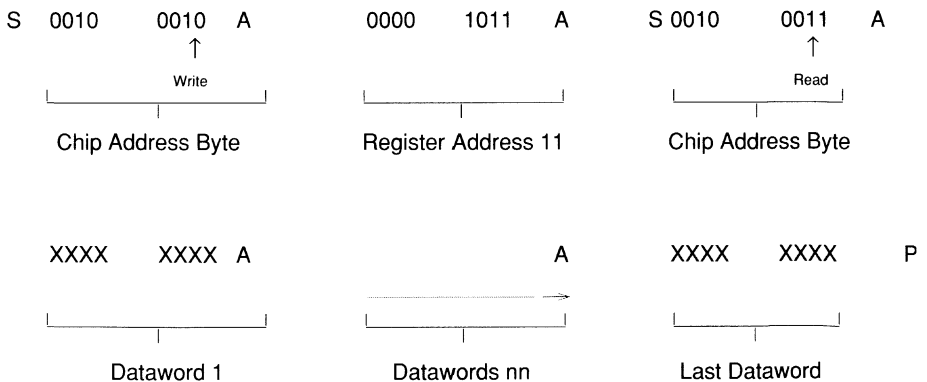 S 0010 0010 A 0000 1011 A S 0010 0011 A
Write Read
Chip Address Byte Register Address 11 Chip Address Byte
XXXX XXXX A A XXXX XXXX P
Dataword 1 Datawords nn Last Dataword